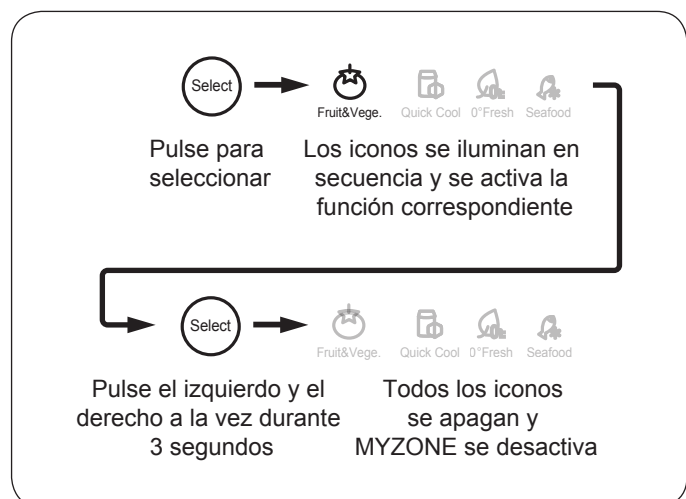 Select
Fruit&Vege. Quick Cool 0°Fresh Seafood
Pulse para
seleccionar
Los iconos se iluminan en
secuencia y se activa la
función correspondiente
Select
Fruit&Vege. Quick Cool 0°Fresh Seafood
Pulse el izquierdo y el
derecho a la vez durante
3 segundos
Todos los iconos
se apagan y
MYZONE se desactiva